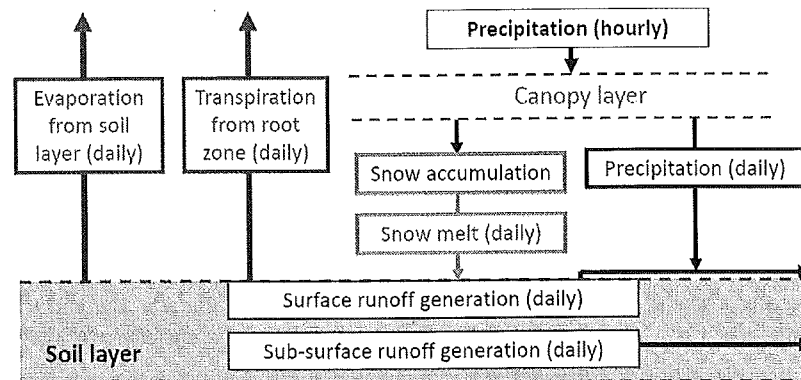 Precipitation (hourly)
Canopy layer
Evaporation
from soil
layer (daily)
Transpiration
from root
zone (daily)
Snow accumulation
Precipitation (daily)
Snow melt (daily)
Surface runoff generation (daily)
Soil layer
Sub-surface runoff generation (daily)